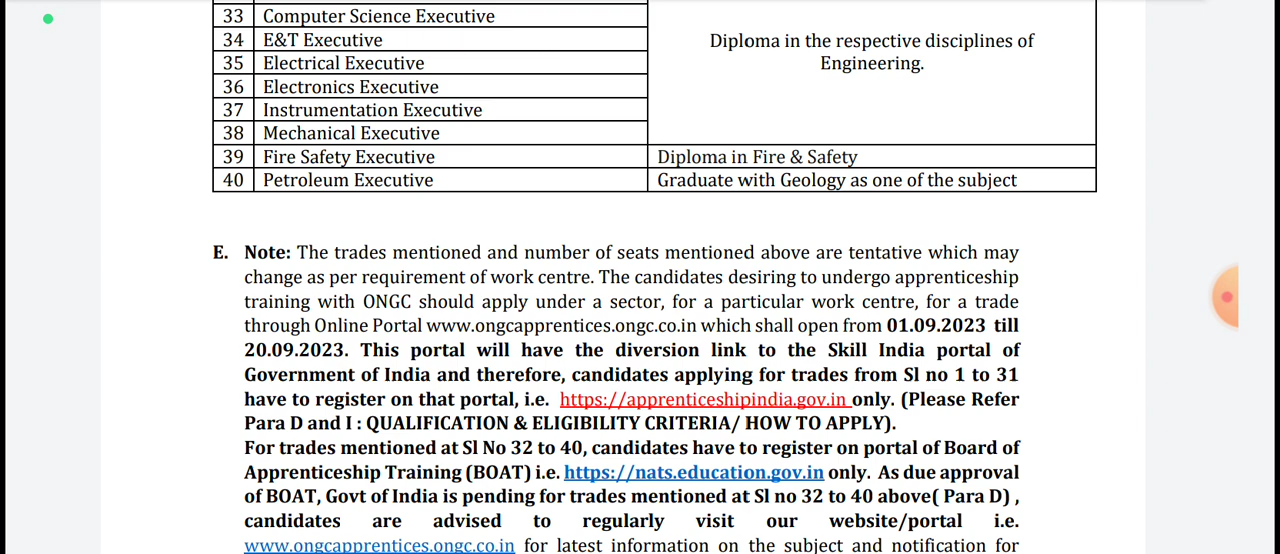 33 Computer Science Executive
34 E&T Executive
Diploma in the respective disciplines of
35 Electrical Executive
Engineering.
36 Electronics Executive
37 Instrumentation Executive
38 Mechanical Executive
39 Fire Safety Executive Diploma in Fire & Safety
40 Petroleum Executive Graduate with Geology as one of the subject
E. Note: The trades mentioned and number of seats mentioned above are tentative which may
change as per requirement of work centre. The candidates desiring to undergo apprenticeship
training with ONGC should apply under a sector, for a particular work centre, for a trade
through Online Portal www.ongcapprentices.ongc.co.in which shall open from 01.09.2023 till
20.09.2023. This portal will have the diversion link to the Skill India portal of
Government of India and therefore, candidates applying for trades from Sl no 1 to 31
have to register on that portal, i.e. https://apprenticeshipindia.gov.in only. (Please Refer
Para D and I : QUALIFICATION & ELIGIBILITY CRITERIA/ HOW TO APPLY).
For trades mentioned at Sl No 32 to 40, candidates have to register on portal of Board of
Apprenticeship Training (BOAT) i.e. https://nats.education.gov.in only. As due approval
of BOAT, Govt of India is pending for trades mentioned at Sl no 32 to 40 above( Para D) ,
candidates are advised to regularly visit our website/portal i.e.
www.ongcapprentices.ongc.co.in for latest information on the subject and notification for